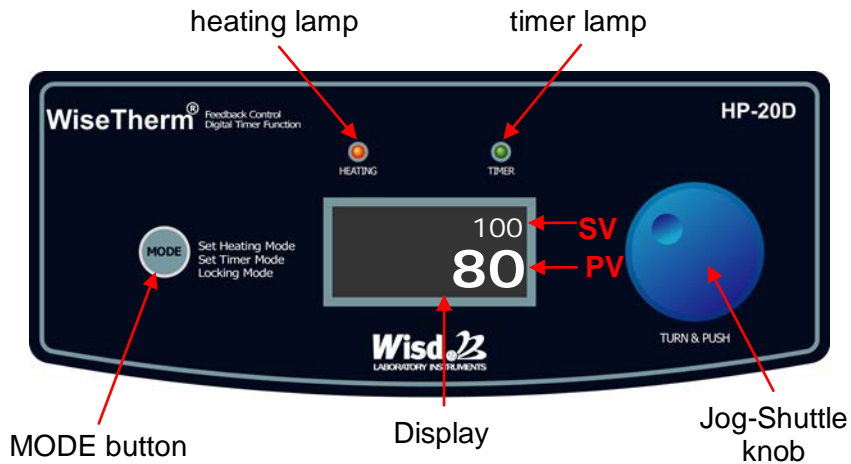 heating lamp
timer lamp
WiseTherm®
Feedback Control
Digital Timer Function
HP-20D
HEATING
TIMER
100
SV
MODE
Set Heating Mode
Set Timer Mode
Locking Mode
80
PV
TURN & PUSH
Wisd
LABORATORY INSTRUMENTS
MODE button
Display
Jog-Shuttle
knob